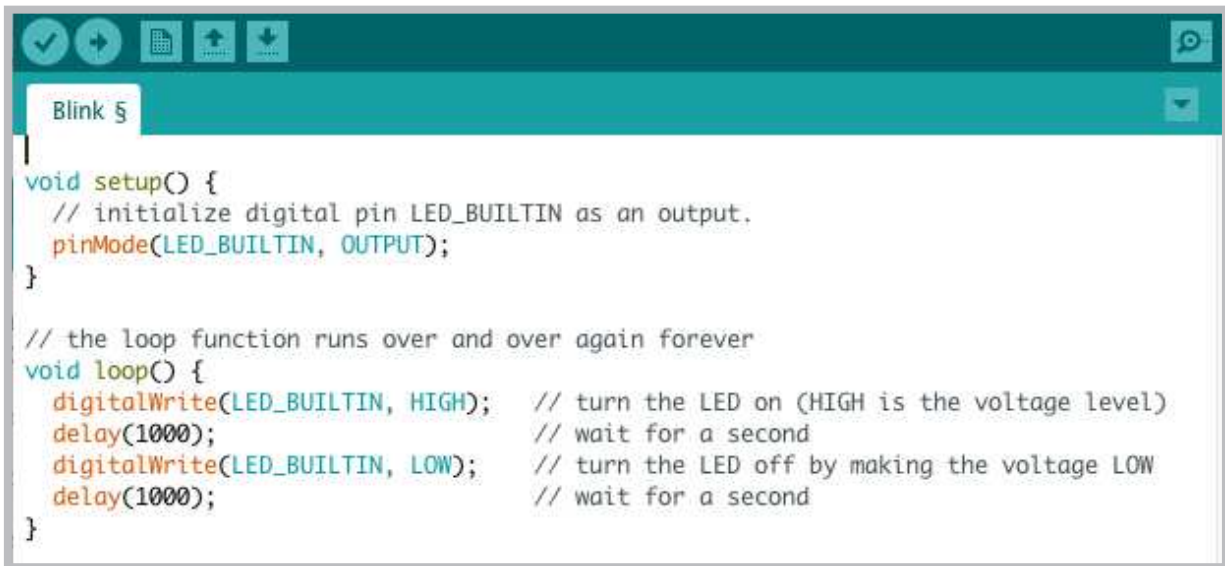 Blink §
void setup() {
  // initialize digital pin LED_BUILTIN as an output.
  pinMode(LED_BUILTIN, OUTPUT);
}
// the loop function runs over and over again forever
void loop() {
  digitalWrite(LED_BUILTIN, HIGH);   // turn the LED on (HIGH is the voltage level)
  delay(1000);                       // wait for a second
  digitalWrite(LED_BUILTIN, LOW);    // turn the LED off by making the voltage LOW
  delay(1000);                       // wait for a second
}